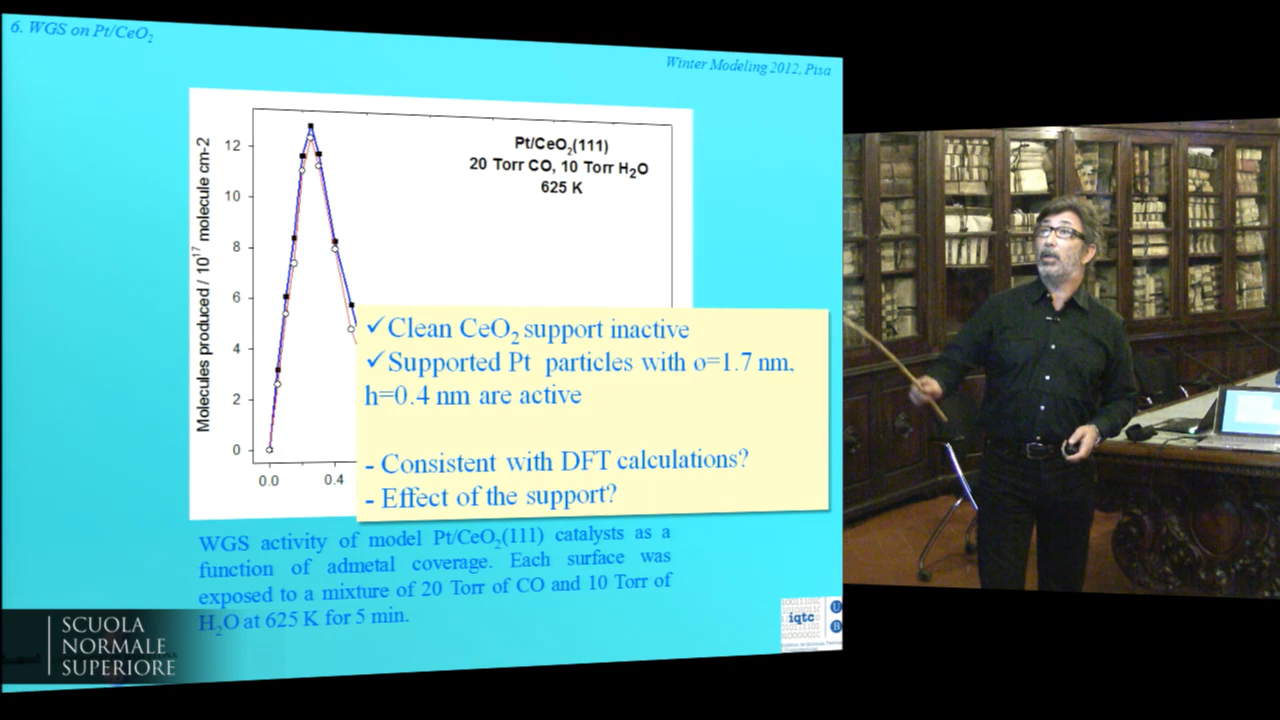 6. WGS on Pt/CeO2
Winter Modeling 2012, Pisa
Pt/CeO2(111)
20 Torr CO, 10 Torr H2O
625 K
Molecules produced / 10^17 molecule cm-2
12
10
8
6
4
2
0
0.0
0.4
✓Clean CeO2 support inactive
✓Supported Pt particles with o=1.7 nm,
h=0.4 nm are active
- Consistent with DFT calculations?
- Effect of the support?
WGS activity of model Pt/CeO2(111) catalysts as a
function of admetal coverage. Each surface was
exposed to a mixture of 20 Torr of CO and 10 Torr of
H2O at 625 K for 5 min.
iqtc
U
B
SCUOLA
NORMALE
SUPERIORE